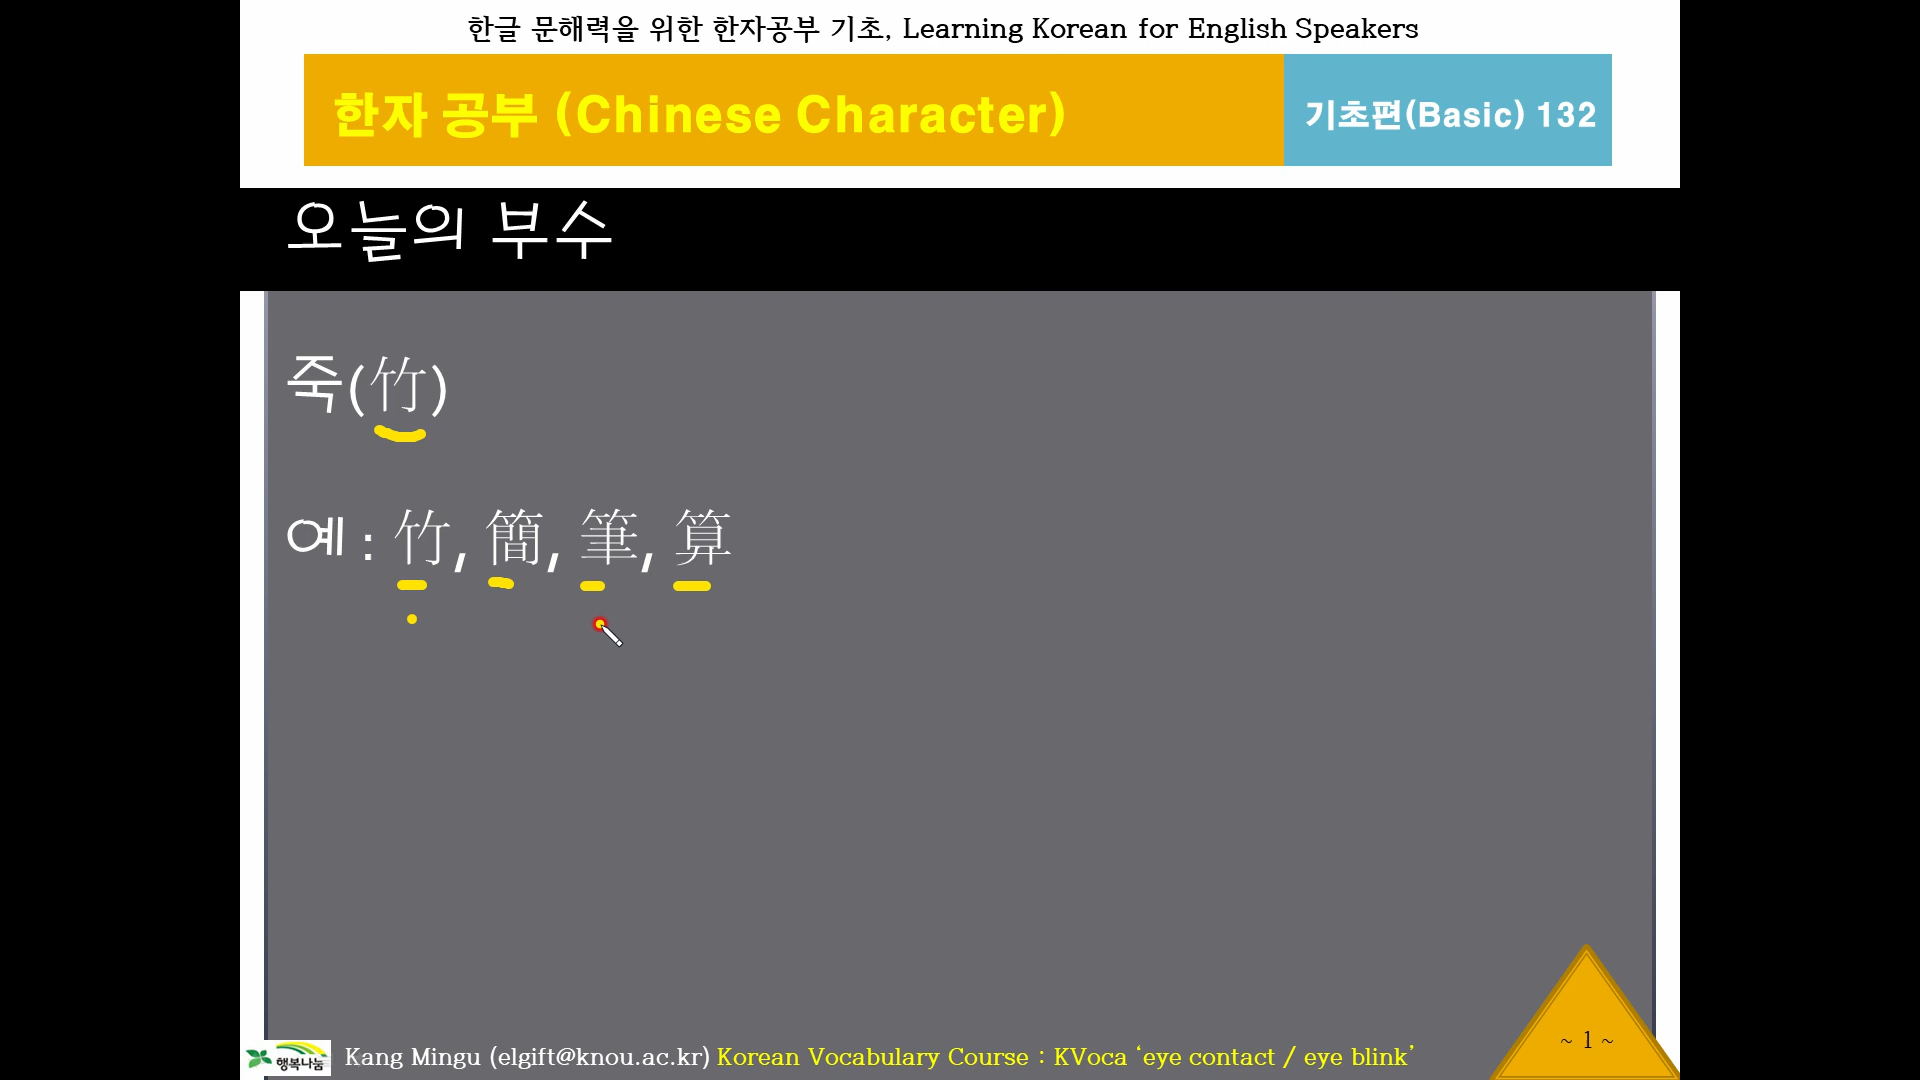 한글 문해력을 위한 한자공부 기초, Learning Korean for English Speakers
한자 공부 (Chinese Character)
기초편(Basic) 132
오늘의 부수
죽(竹)
예 : 竹, 簡, 筆, 算
~ 1 ~
행복나눔
Kang Mingu (elgift@knou.ac.kr) Korean Vocabulary Course : KVoca ‘eye contact / eye blink’